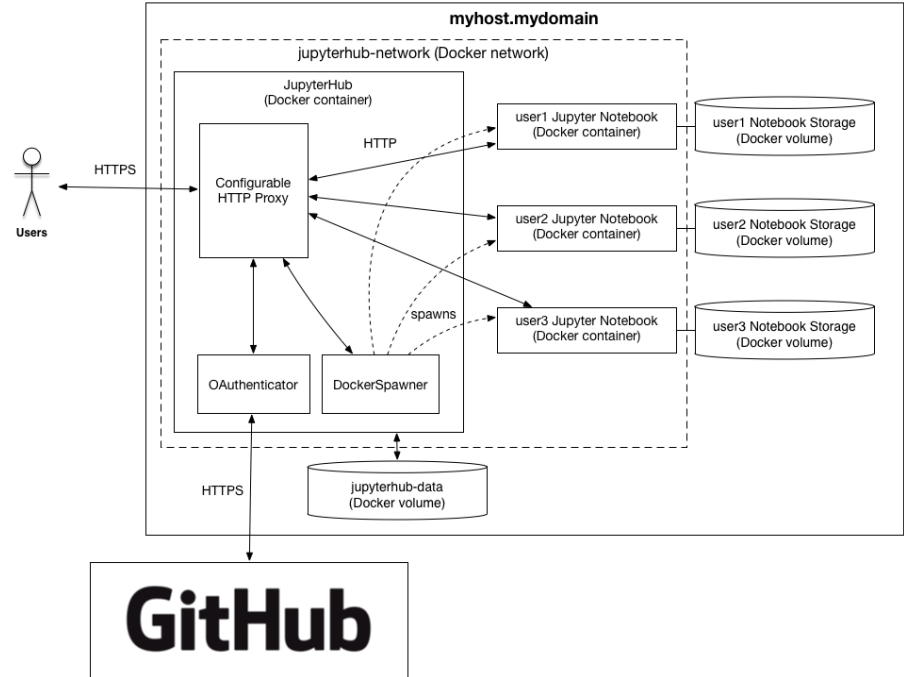 myhost.mydomain
jupyterhub-network (Docker network)
JupyterHub
(Docker container)
Configurable
HTTP Proxy
HTTP
HTTPS
Users
user1 Jupyter Notebook
(Docker container)
user1 Notebook Storage
(Docker volume)
user2 Jupyter Notebook
(Docker container)
user2 Notebook Storage
(Docker volume)
spawns
user3 Jupyter Notebook
(Docker container)
user3 Notebook Storage
(Docker volume)
OAuthenticator
DockerSpawner
HTTPS
jupyterhub-data
(Docker volume)
GitHub